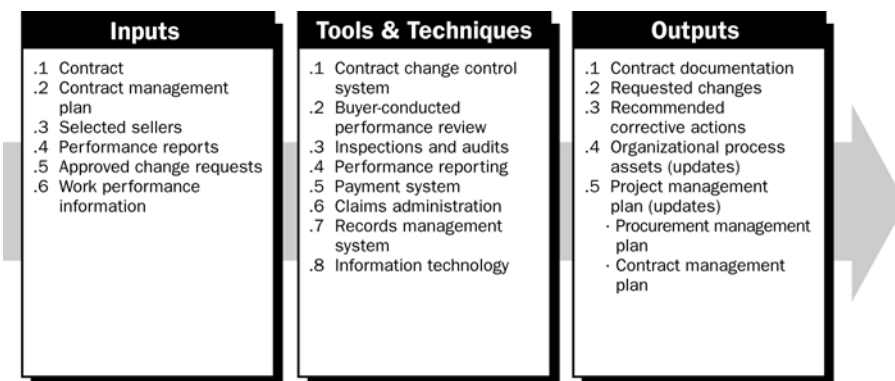 Inputs
.1 Contract
.2 Contract management
plan
.3 Selected sellers
.4 Performance reports
.5 Approved change requests
.6 Work performance
information
Tools & Techniques
.1 Contract change control
system
.2 Buyer-conducted
performance review
.3 Inspections and audits
.4 Performance reporting
.5 Payment system
.6 Claims administration
.7 Records management
system
.8 Information technology
Outputs
.1 Contract documentation
.2 Requested changes
.3 Recommended
corrective actions
.4 Organizational process
assets (updates)
.5 Project management
plan (updates)
· Procurement management
plan
· Contract management
plan